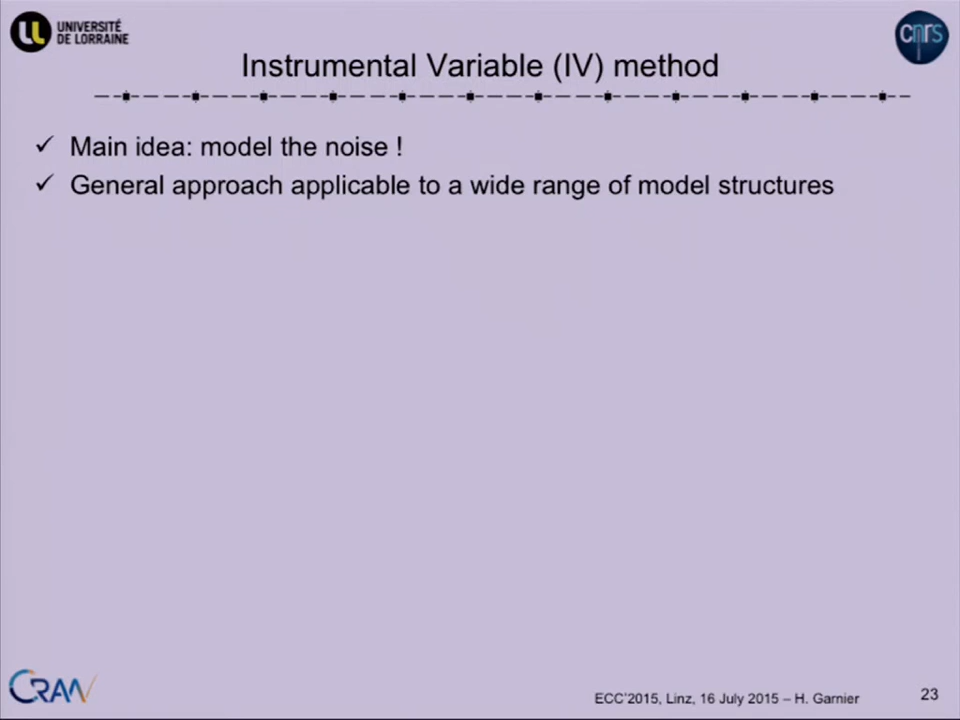 UNIVERSITÉ
DE LORRAINE
cnrs
Instrumental Variable (IV) method
✓ Main idea: model the noise !
✓ General approach applicable to a wide range of model structures
CRAN
ECC'2015, Linz, 16 July 2015 – H. Garnier
23